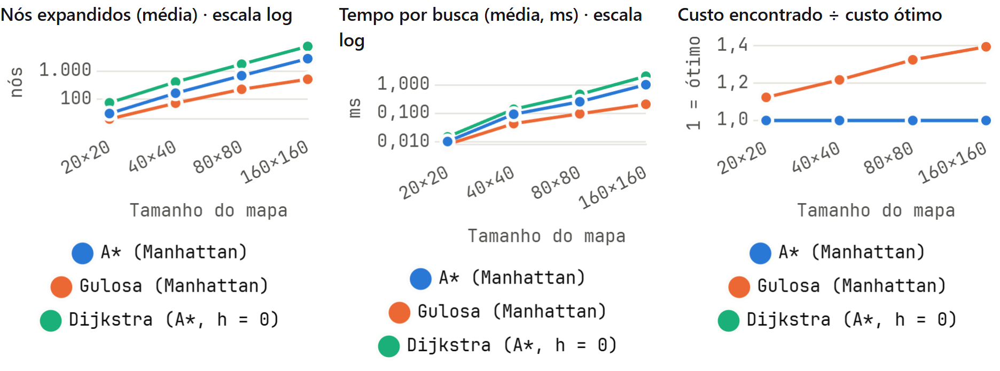 Nós expandidos (média) · escala log
nós
1.000
100
20×20
40×40
80×80
160×160
Tamanho do mapa
A* (Manhattan)
Gulosa (Manhattan)
Dijkstra (A*, h = 0)
Tempo por busca (média, ms) · escala
log
ms
1,000
0,100
0,010
20×20
40×40
80×80
160×160
Tamanho do mapa
A* (Manhattan)
Gulosa (Manhattan)
Dijkstra (A*, h = 0)
Custo encontrado ÷ custo ótimo
1 = ótimo
1,4
1,2
1,0
20×20
40×40
80×80
160×160
Tamanho do mapa
A* (Manhattan)
Gulosa (Manhattan)
Dijkstra (A*, h = 0)